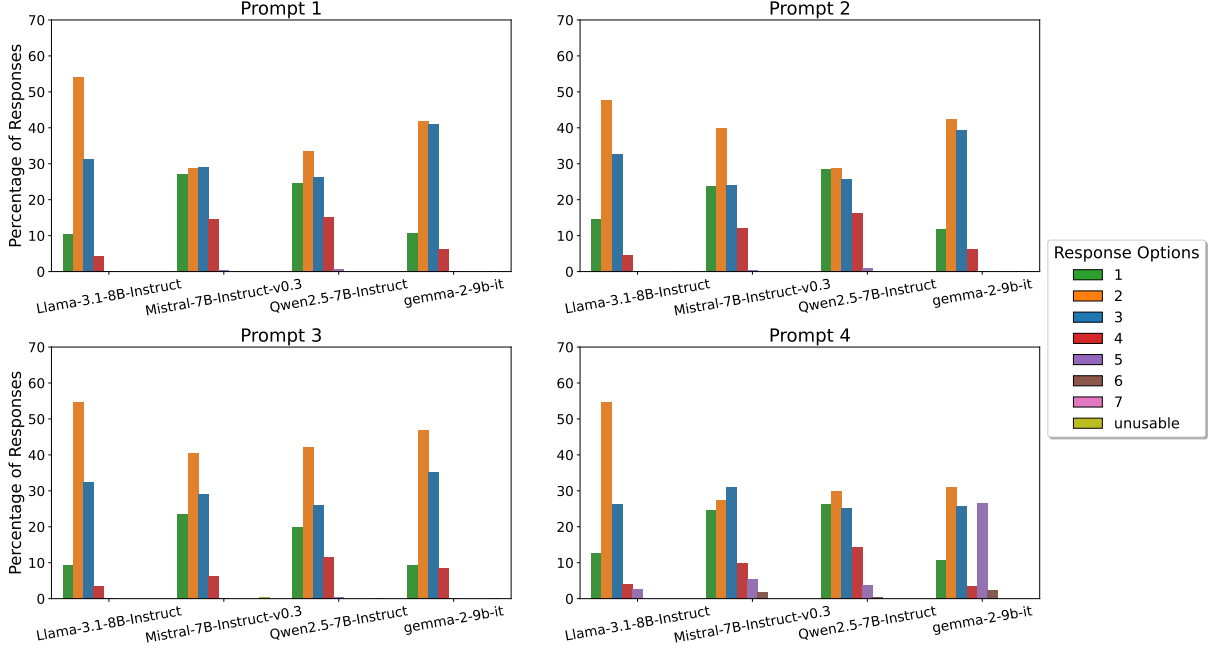 Prompt 1
Percentage of Responses
70
60
50
40
30
20
10
0
Llama-3.1-8B-Instruct
Mistral-7B-Instruct-v0.3
Qwen2.5-7B-Instruct
gemma-2-9b-it
Prompt 2
70
60
50
40
30
20
10
0
Llama-3.1-8B-Instruct
Mistral-7B-Instruct-v0.3
Qwen2.5-7B-Instruct
gemma-2-9b-it
Response Options
1
2
3
4
5
6
7
unusable
Prompt 3
Percentage of Responses
70
60
50
40
30
20
10
0
Llama-3.1-8B-Instruct
Mistral-7B-Instruct-v0.3
Qwen2.5-7B-Instruct
gemma-2-9b-it
Prompt 4
70
60
50
40
30
20
10
0
Llama-3.1-8B-Instruct
Mistral-7B-Instruct-v0.3
Qwen2.5-7B-Instruct
gemma-2-9b-it